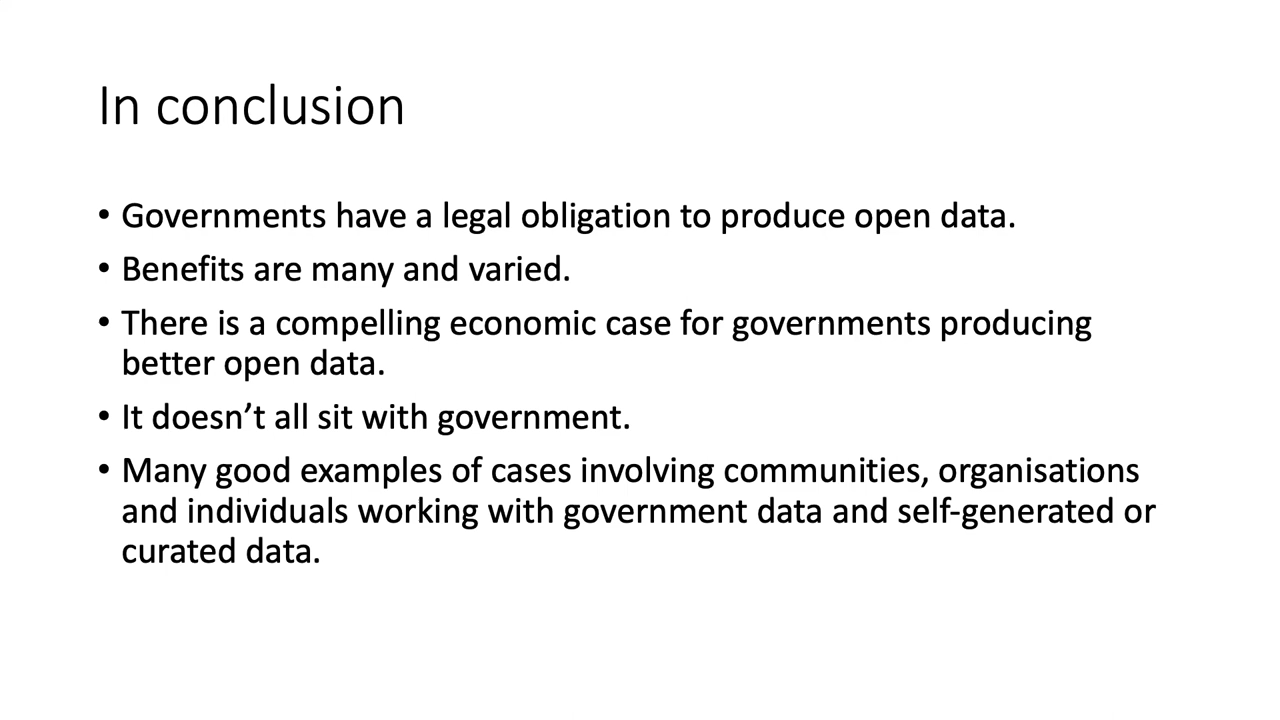 In conclusion
• Governments have a legal obligation to produce open data.
• Benefits are many and varied.
• There is a compelling economic case for governments producing
better open data.
• It doesn’t all sit with government.
• Many good examples of cases involving communities, organisations
and individuals working with government data and self-generated or
curated data.